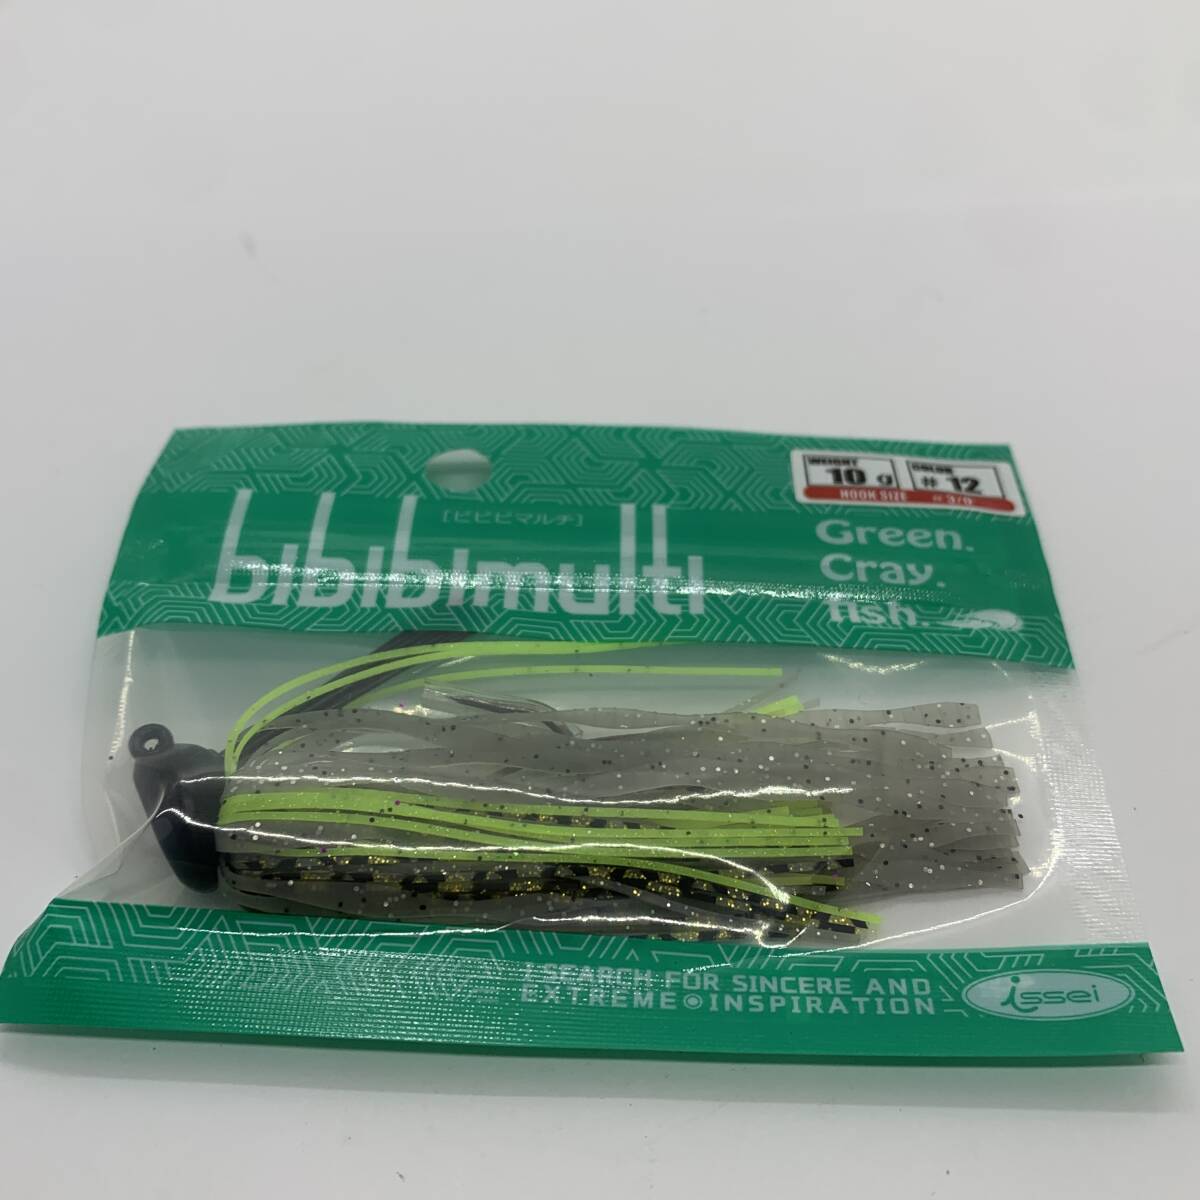 WEIGHT
10 g
COLOR
# 12
HOOK SIZE # 3/0
[ビビビマルチ]
bibibimulti
Green.
Cray.
fish.
I SEARCH FOR SINCERE AND
EXTREME INSPIRATION
issei